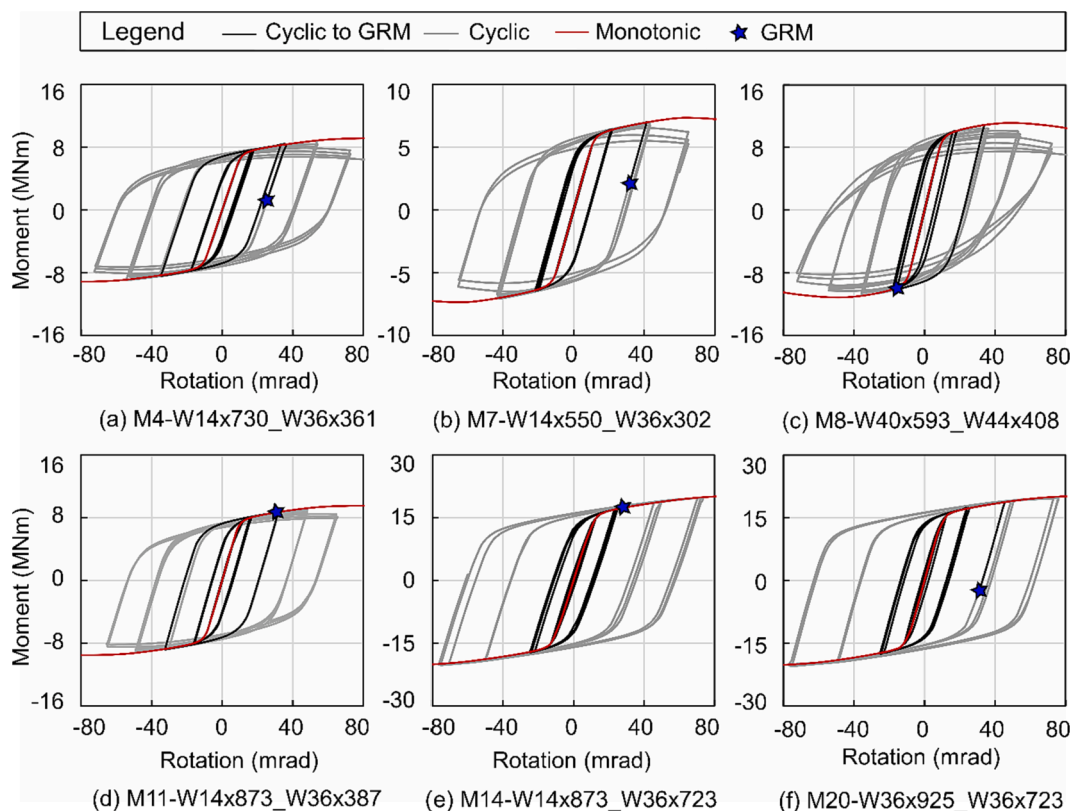 Legend Cyclic to GRM Cyclic Monotonic GRM
Moment (MNm)
16
8
0
-8
-16
-80 -40 0 40 80
Rotation (mrad)
(a) M4-W14x730_W36x361
10
5
0
-5
-10
-80 -40 0 40 80
Rotation (mrad)
(b) M7-W14x550_W36x302
16
8
0
-8
-16
-80 -40 0 40 80
Rotation (mrad)
(c) M8-W40x593_W44x408
Moment (MNm)
16
8
0
-8
-16
-80 -40 0 40 80
Rotation (mrad)
(d) M11-W14x873_W36x387
30
15
0
-15
-30
-80 -40 0 40 80
Rotation (mrad)
(e) M14-W14x873_W36x723
30
15
0
-15
-30
-80 -40 0 40 80
Rotation (mrad)
(f) M20-W36x925_W36x723